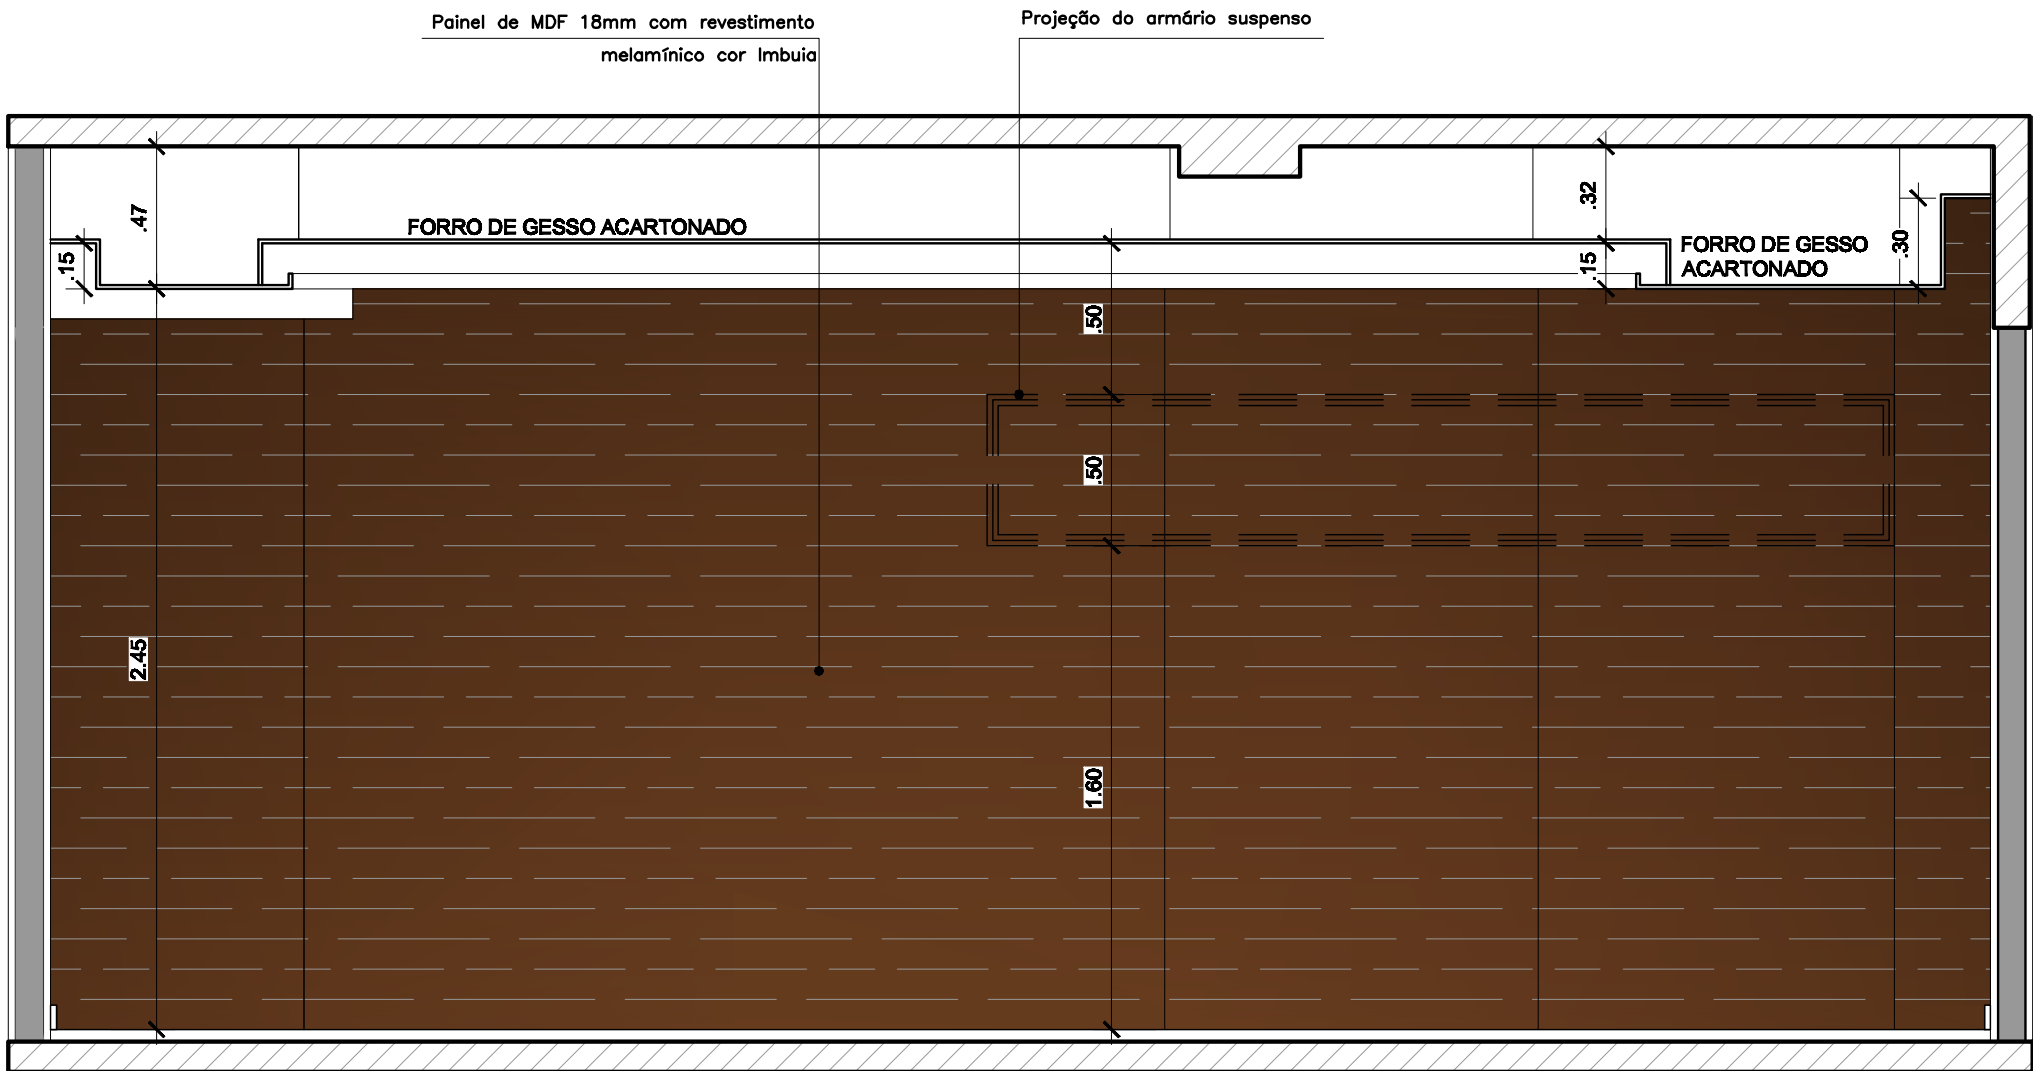 Painel de MDF 18mm com revestimento
melamínico cor Imbuia
Projeção do armário suspenso
.47
.15
FORRO DE GESSO ACARTONADO
.32
.15
FORRO DE GESSO
ACARTONADO
.30
.50
.50
2.45
1.60